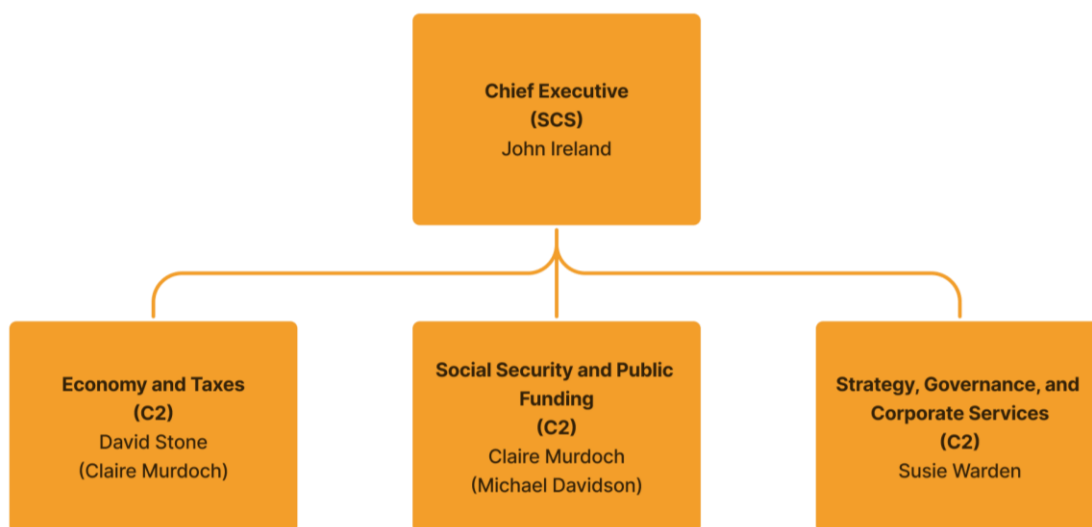 Chief Executive
(SCS)
John Ireland
Economy and Taxes
(C2)
David Stone
(Claire Murdoch)
Social Security and Public
Funding
(C2)
Claire Murdoch
(Michael Davidson)
Strategy, Governance, and
Corporate Services
(C2)
Susie Warden